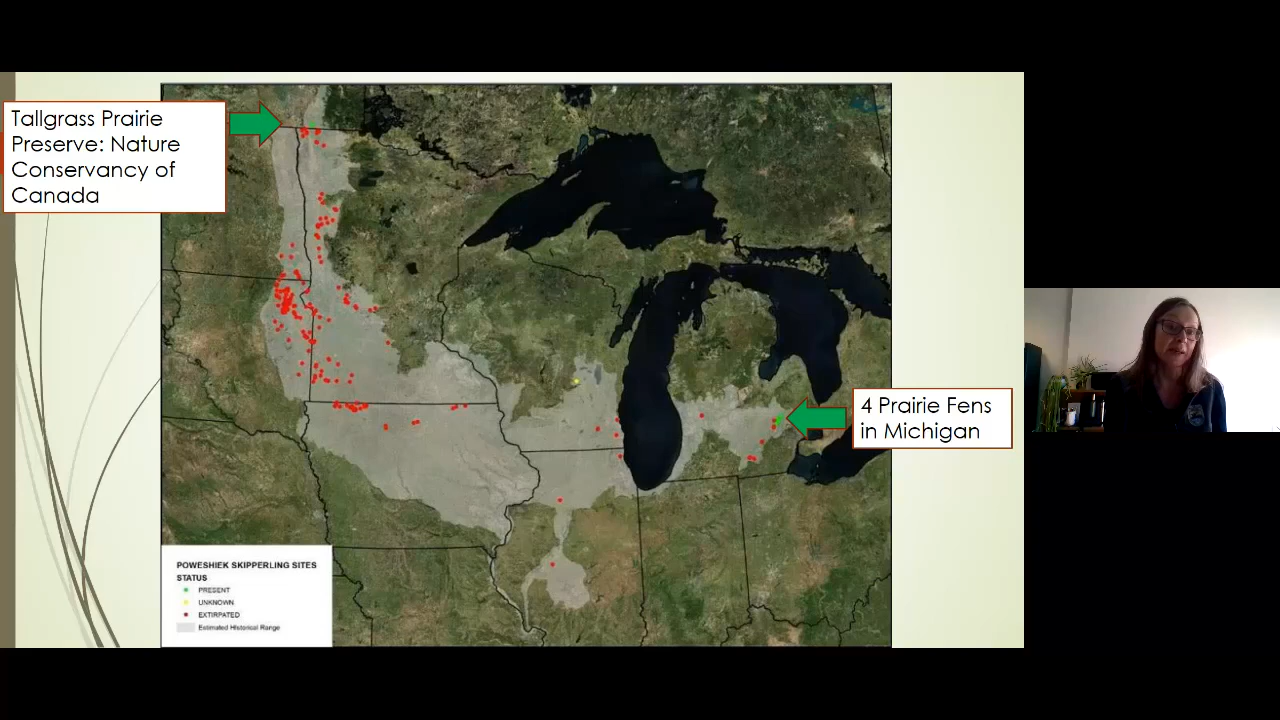 Tallgrass Prairie
Preserve: Nature
Conservancy of
Canada
4 Prairie Fens
in Michigan
POWESHIEK SKIPPERLING SITES
STATUS
PRESENT
UNKNOWN
EXTIRPATED
Estimated Historical Range